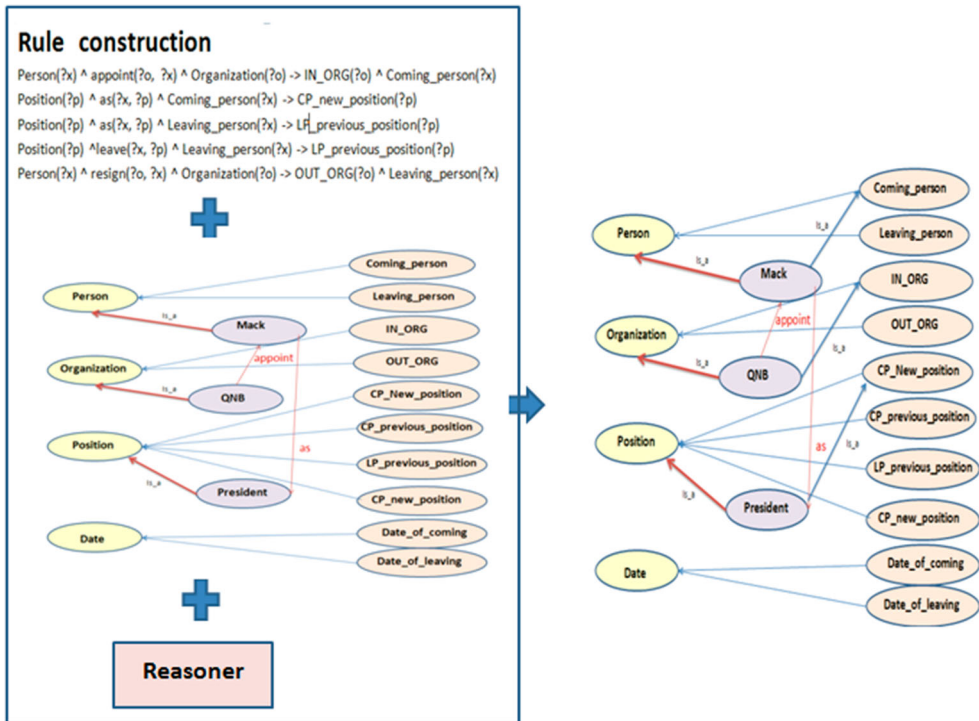 Rule construction
Person(?x) ^ appoint(?o, ?x) ^ Organization(?o) -> IN_ORG(?o) ^ Coming_person(?x)
Position(?p) ^ as(?x, ?p) ^ Coming_person(?x) -> CP_new_position(?p)
Position(?p) ^ as(?x, ?p) ^ Leaving_person(?x) -> LP_previous_position(?p)
Position(?p) ^leave(?x, ?p) ^ Leaving_person(?x) -> LP_previous_position(?p)
Person(?x) ^ resign(?o, ?x) ^ Organization(?o) -> OUT_ORG(?o) ^ Leaving_person(?x)
Coming_person
Person
Leaving_person
Is_a
Mack
IN_ORG
appoint
Organization
OUT_ORG
Is_a
QNB
CP_New_position
CP_previous_position
Position
as
LP_previous_position
Is_a
President
CP_new_position
Date
Date_of_coming
Date_of_leaving
Reasoner
Coming_person
Is_a
Person
Leaving_person
Is_a
Mack
IN_ORG
appoint
Organization
OUT_ORG
Is_a
Is_a
QNB
CP_New_position
CP_previous_position
Position
as
Is_a
LP_previous_position
Is_a
President
CP_new_position
Date
Date_of_coming
Date_of_leaving